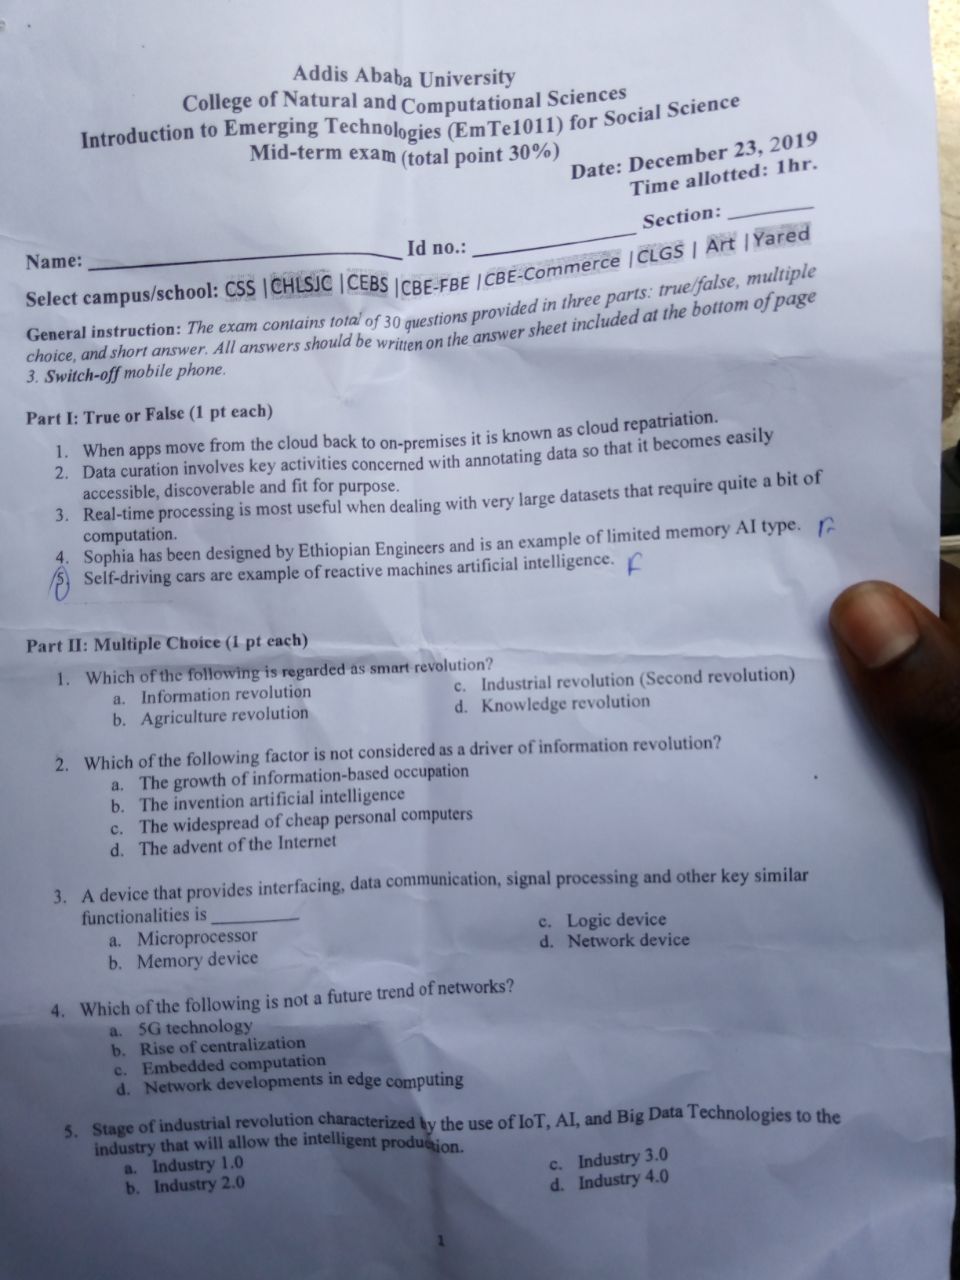 Addis Ababa University
College of Natural and Computational Sciences
Introduction to Emerging Technologies (EmTe1011) for Social Science
Mid-term exam (total point 30%)
Date: December 23, 2019
Time allotted: 1hr.
Name: ____________ Id no.: ____________ Section: ________
Select campus/school: CSS | CHLSJC | CEBS | CBE-FBE | CBE-Commerce | CLGS | Art | Yared
General instruction: The exam contains total of 30 questions provided in three parts: true/false, multiple
choice, and short answer. All answers should be written on the answer sheet included at the bottom of page
3. Switch-off mobile phone.
Part I: True or False (1 pt each)
1. When apps move from the cloud back to on-premises it is known as cloud repatriation.
2. Data curation involves key activities concerned with annotating data so that it becomes easily
accessible, discoverable and fit for purpose.
3. Real-time processing is most useful when dealing with very large datasets that require quite a bit of
computation.
4. Sophia has been designed by Ethiopian Engineers and is an example of limited memory AI type. F
5. Self-driving cars are example of reactive machines artificial intelligence. F
Part II: Multiple Choice (1 pt each)
1. Which of the following is regarded as smart revolution?
a. Information revolution
b. Agriculture revolution
c. Industrial revolution (Second revolution)
d. Knowledge revolution
2. Which of the following factor is not considered as a driver of information revolution?
a. The growth of information-based occupation
b. The invention artificial intelligence
c. The widespread of cheap personal computers
d. The advent of the Internet
3. A device that provides interfacing, data communication, signal processing and other key similar
functionalities is ________
a. Microprocessor
b. Memory device
c. Logic device
d. Network device
4. Which of the following is not a future trend of networks?
a. 5G technology
b. Rise of centralization
c. Embedded computation
d. Network developments in edge computing
5. Stage of industrial revolution characterized by the use of IoT, AI, and Big Data Technologies to the
industry that will allow the intelligent production.
a. Industry 1.0
b. Industry 2.0
c. Industry 3.0
d. Industry 4.0
1